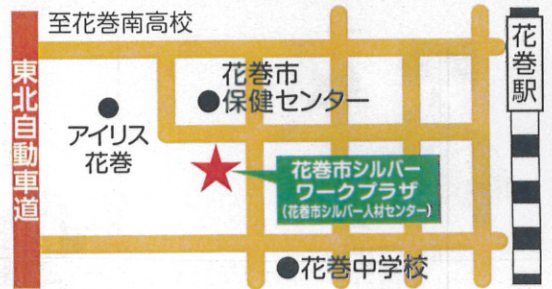 至花巻南高校
花巻駅
東北自動車道
花巻市
保健センター
アイリス
花巻
花巻市シルバー
ワークプラザ
(花巻市シルバー人材センター)
花巻中学校